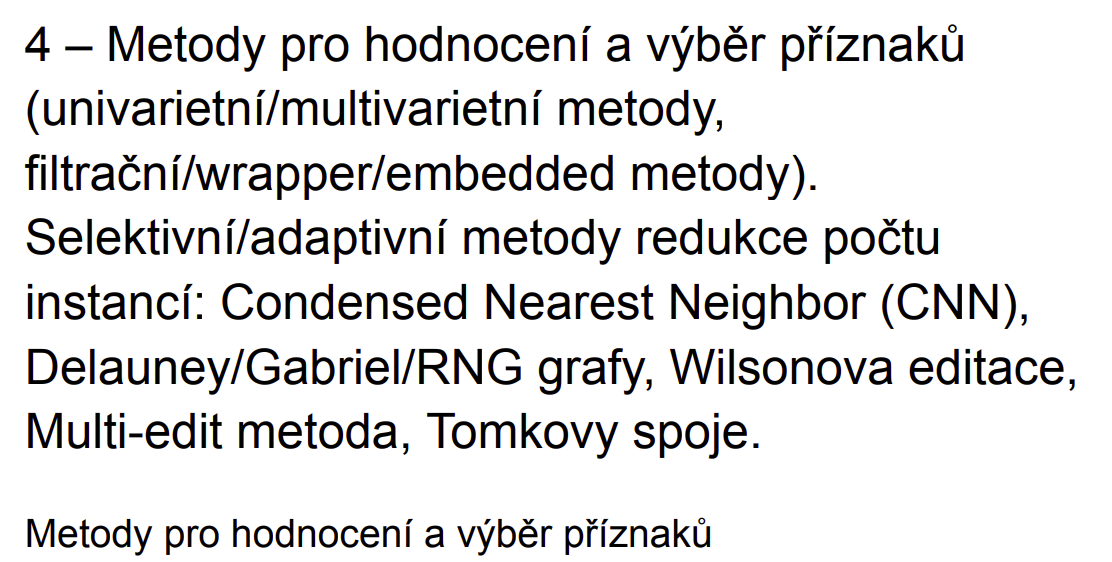 4 – Metody pro hodnocení a výběr příznaků
(univarietní/multivarietní metody,
filtrační/wrapper/embedded metody).
Selektivní/adaptivní metody redukce počtu
instancí: Condensed Nearest Neighbor (CNN),
Delauney/Gabriel/RNG grafy, Wilsonova editace,
Multi-edit metoda, Tomkovy spoje.
Metody pro hodnocení a výběr příznaků